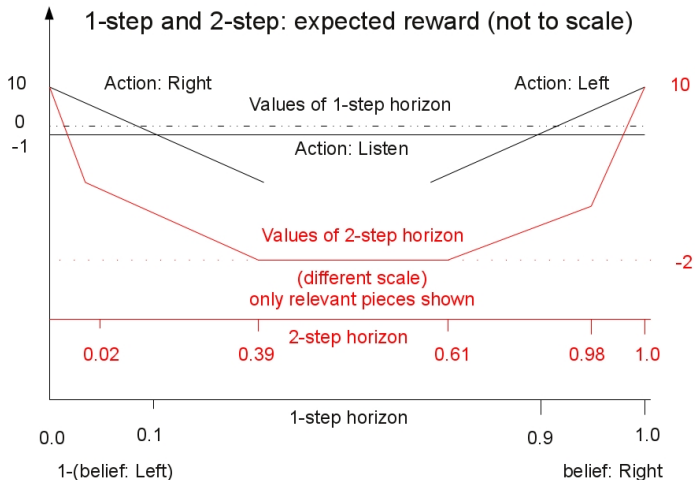 1-step and 2-step: expected reward (not to scale)
10
Action: Right
Action: Left
10
Values of 1-step horizon
0
-1
Action: Listen
Values of 2-step horizon
-2
(different scale)
only relevant pieces shown
2-step horizon
0.02
0.39
0.61
0.98
1.0
1-step horizon
0.0
0.1
0.9
1.0
1-(belief: Left)
belief: Right